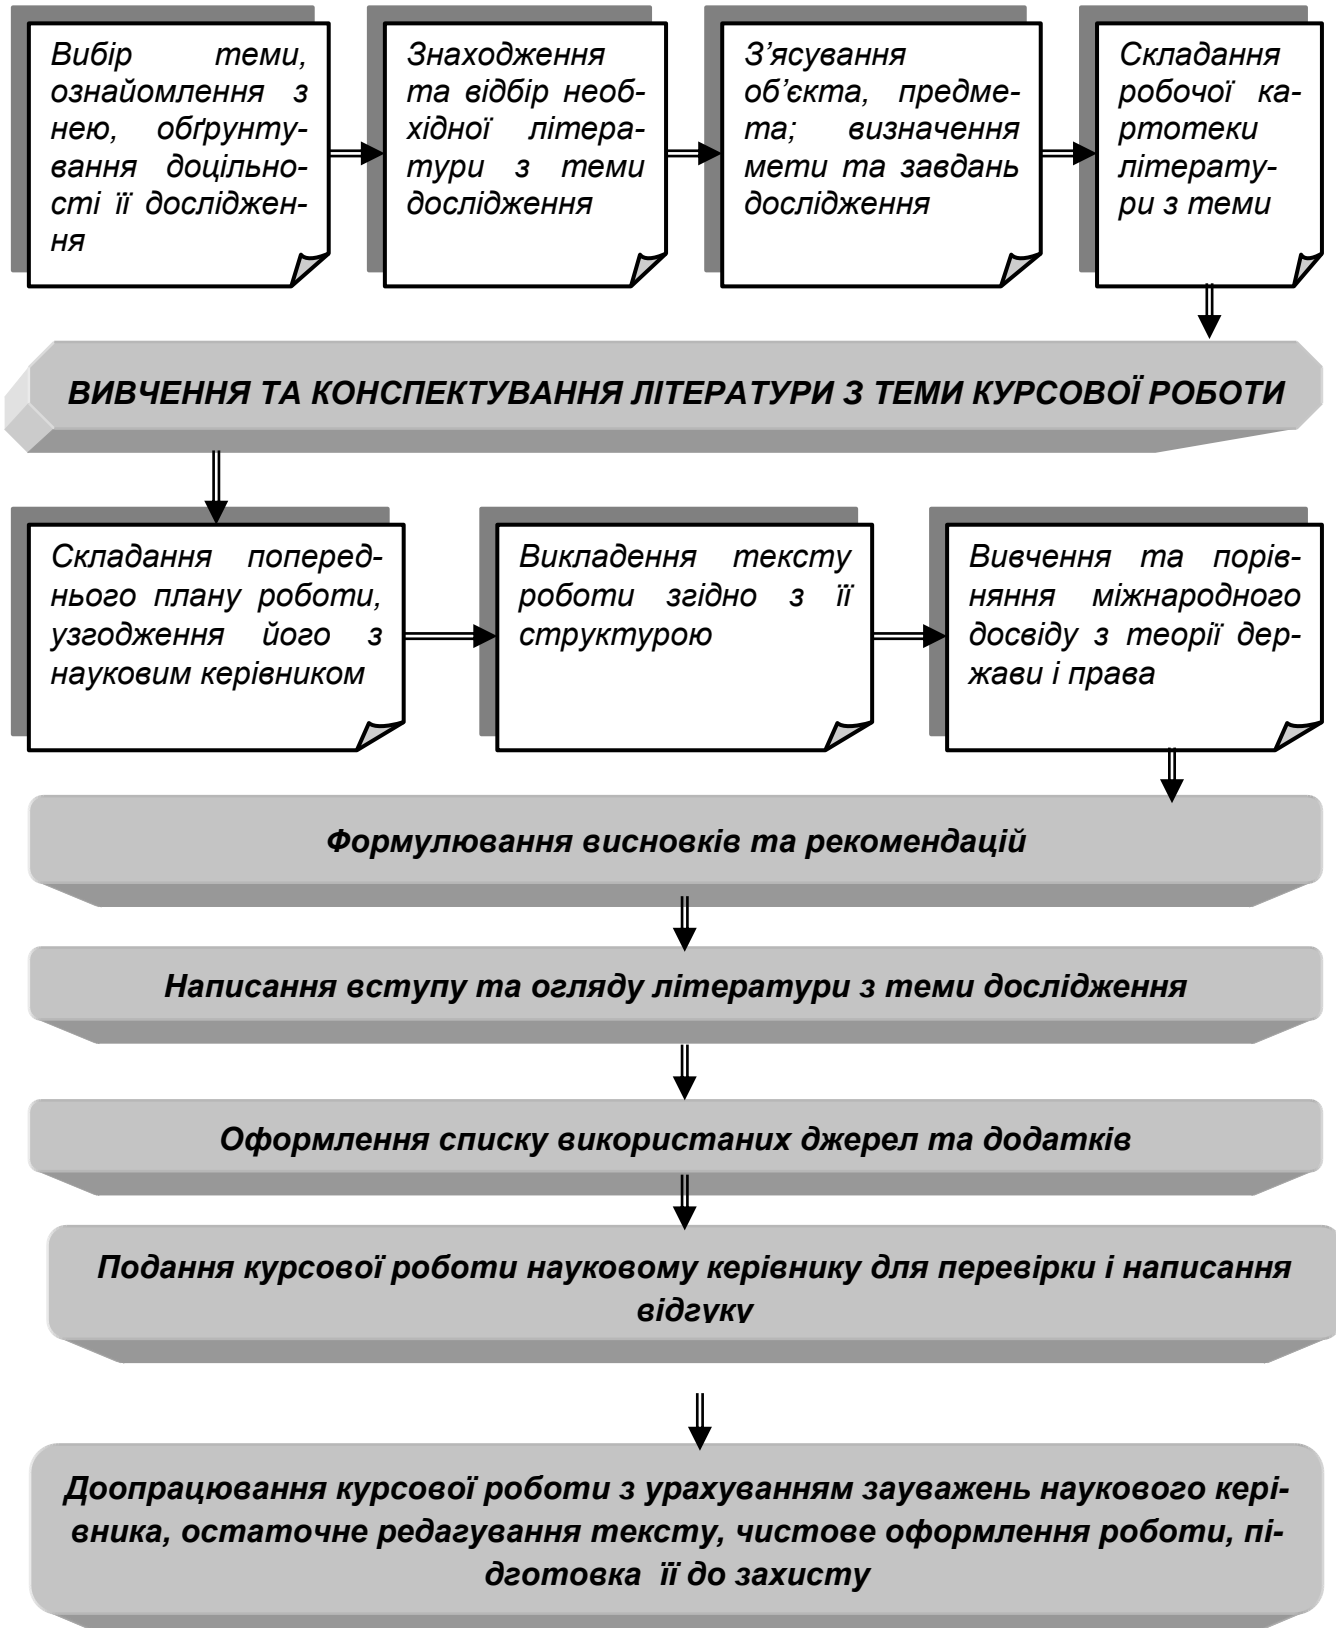 Вибір теми,
ознайомлення з
нею, обґрунту-
вання доцільно-
сті її досліджен-
ня
Знаходження
та відбір необ-
хідної літера-
тури з теми
дослідження
З’ясування
об’єкта, предме-
та; визначення
мети та завдань
дослідження
Складання
робочої ка-
ртотеки
літерату-
ри з теми
ВИВЧЕННЯ ТА КОНСПЕКТУВАННЯ ЛІТЕРАТУРИ З ТЕМИ КУРСОВОЇ РОБОТИ
Складання поперед-
нього плану роботи,
узгодження його з
науковим керівником
Викладення тексту
роботи згідно з її
структурою
Вивчення та порів-
няння міжнародного
досвіду з теорії дер-
жави і права
Формулювання висновків та рекомендацій
Написання вступу та огляду літератури з теми дослідження
Оформлення списку використаних джерел та додатків
Подання курсової роботи науковому керівнику для перевірки і написання
відгуку
Доопрацювання курсової роботи з урахуванням зауважень наукового кері-
вника, остаточне редагування тексту, чистове оформлення роботи, пі-
дготовка її до захисту